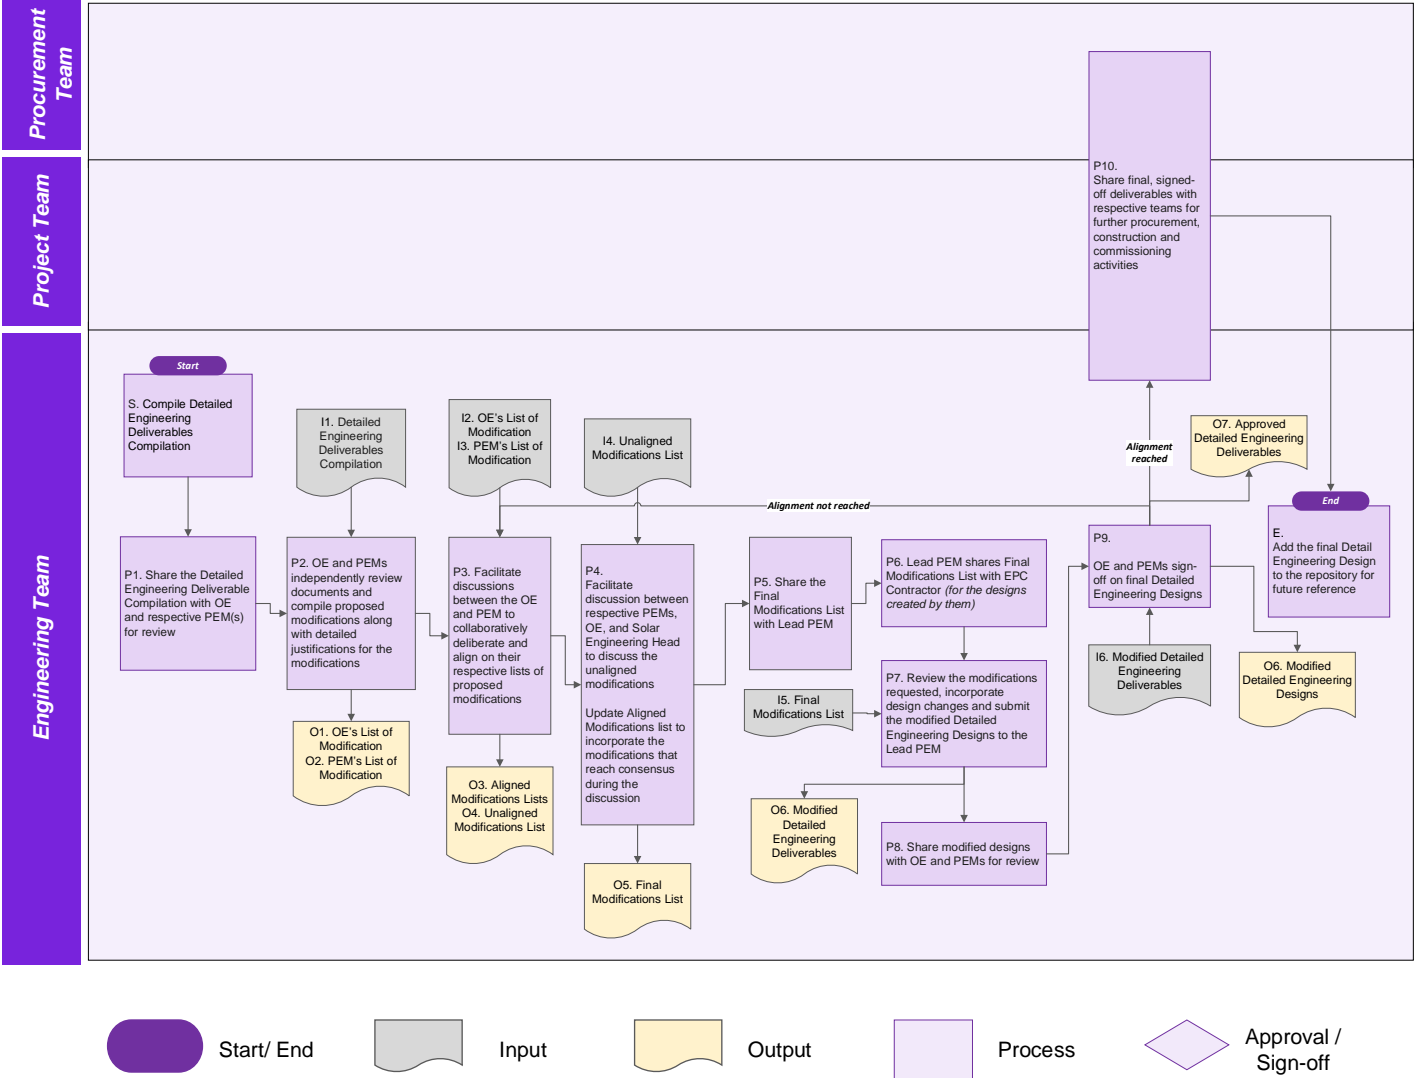 Procurement
Team
Project Team
Engineering Team
Start
S. Compile Detailed
Engineering
Deliverables
Compilation
P1. Share the Detailed
Engineering Deliverable
Compilation with OE
and respective PEM(s)
for review
I1. Detailed
Engineering
Deliverables
Compilation
P2. OE and PEMs
independently review
documents and
compile proposed
modifications along
with detailed
justifications for the
modifications
O1. OE's List of
Modification
O2. PEM's List of
Modification
I2. OE's List of
Modification
I3. PEM's List of
Modification
P3. Facilitate
discussions
between the OE
and PEM to
collaboratively
deliberate and
align on their
respective lists of
proposed
modifications
O3. Aligned
Modifications Lists
O4. Unaligned
Modifications List
I4. Unaligned
Modifications List
P4.
Facilitate
discussion between
respective PEMs,
OE, and Solar
Engineering Head
to discuss the
unaligned
modifications
Update Aligned
Modifications list to
incorporate the
modifications that
reach consensus
during the
discussion
O5. Final
Modifications List
Alignment not reached
P5. Share the
Final
Modifications List
with Lead PEM
P6. Lead PEM shares Final
Modifications List with EPC
Contractor (for the designs
created by them)
I5. Final
Modifications List
P7. Review the modifications
requested, incorporate
design changes and submit
the modified Detailed
Engineering Designs to the
Lead PEM
O6. Modified
Detailed
Engineering
Deliverables
P8. Share modified designs
with OE and PEMs for review
P9.
OE and PEMs sign-
off on final Detailed
Engineering Designs
I6. Modified Detailed
Engineering
Deliverables
O6. Modified
Detailed Engineering
Designs
Alignment
reached
O7. Approved
Detailed Engineering
Deliverables
P10.
Share final, signed-
off deliverables with
respective teams for
further procurement,
construction and
commissioning
activities
End
E.
Add the final Detail
Engineering Design
to the repository for
future reference
Start/ End
Input
Output
Process
Approval /
Sign-off